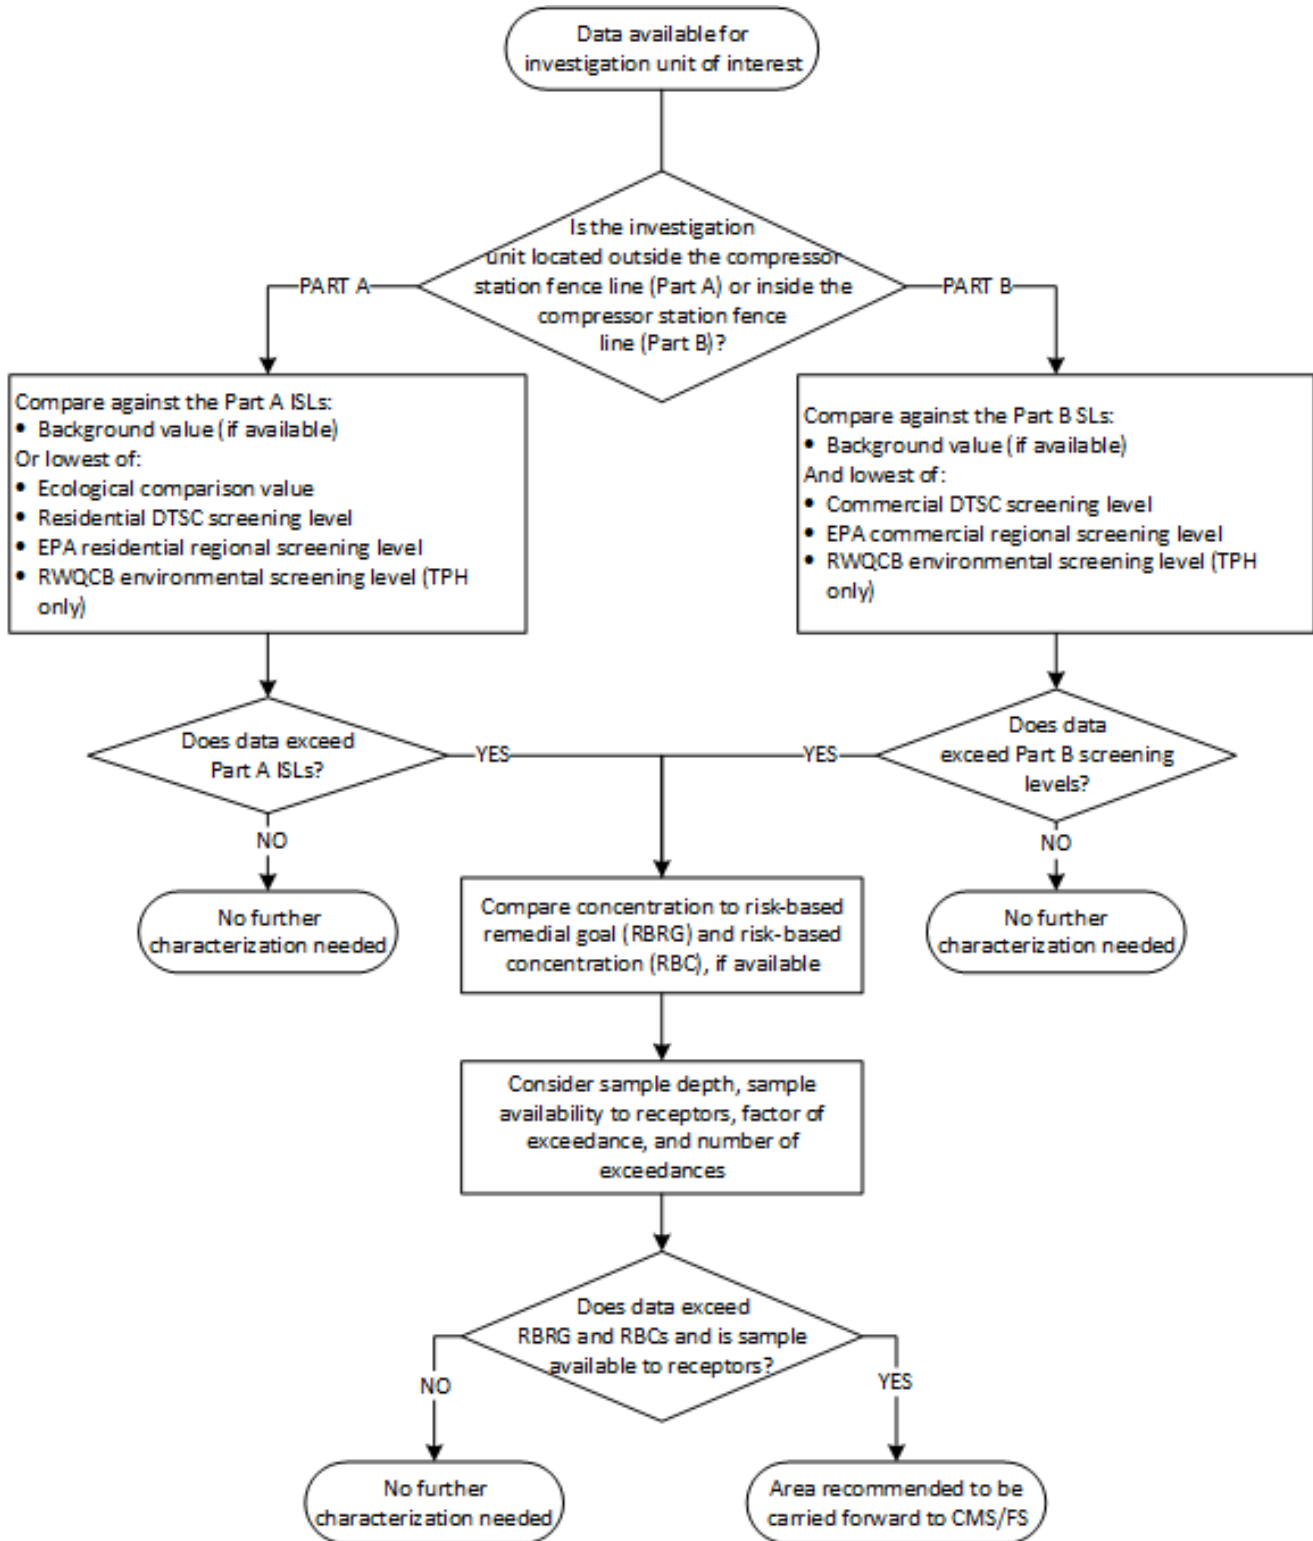 Data available for
investigation unit of interest
Is the investigation
unit located outside the compressor
station fence line (Part A) or inside the
compressor station fence
line (Part B)?
PART A
PART B
Compare against the Part A ISLs:
• Background value (if available)
Or lowest of:
• Ecological comparison value
• Residential DTSC screening level
• EPA residential regional screening level
• RWQCB environmental screening level (TPH
only)
Compare against the Part B SLs:
• Background value (if available)
And lowest of:
• Commercial DTSC screening level
• EPA commercial regional screening level
• RWQCB environmental screening level (TPH
only)
Does data exceed
Part A ISLs?
YES
YES
Does data
exceed Part B screening
levels?
NO
NO
No further
characterization needed
Compare concentration to risk-based
remedial goal (RBRG) and risk-based
concentration (RBC), if available
No further
characterization needed
Consider sample depth, sample
availability to receptors, factor of
exceedance, and number of
exceedances
Does data exceed
RBRG and RBCs and is sample
available to receptors?
NO
YES
No further
characterization needed
Area recommended to be
carried forward to CMS/FS